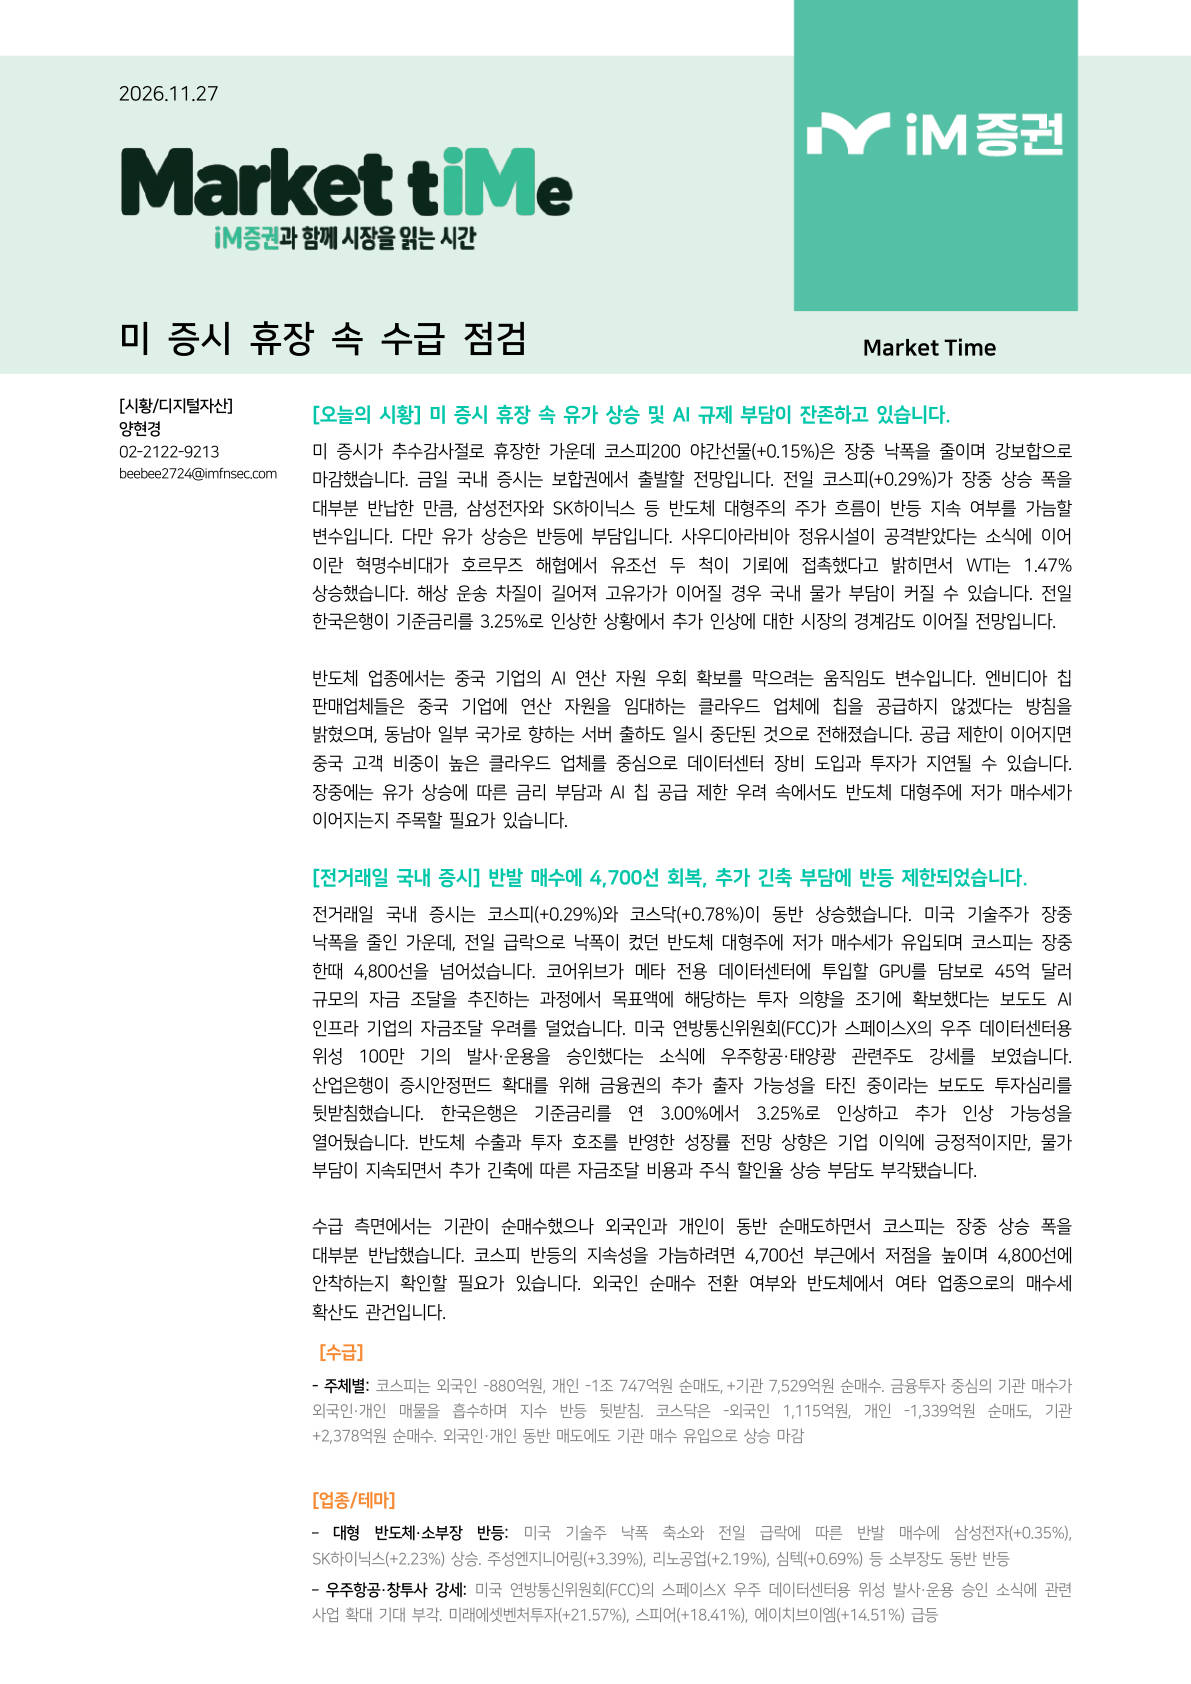 2026.11.27
iM증권
Market tiMe
iM증권과 함께 시장을 읽는 시간
미 증시 휴장 속 수급 점검
Market Time
[시황/디지털자산]
양현경
02-2122-9213
beebee2724@imfnsec.com
[오늘의 시황] 미 증시 휴장 속 유가 상승 및 AI 규제 부담이 잔존하고 있습니다.
미 증시가 추수감사절로 휴장한 가운데 코스피200 야간선물(+0.15%)은 장중 낙폭을 줄이며 강보합으로
마감했습니다. 금일 국내 증시는 보합권에서 출발할 전망입니다. 전일 코스피(+0.29%)가 장중 상승 폭을
대부분 반납한 만큼, 삼성전자와 SK하이닉스 등 반도체 대형주의 주가 흐름이 반등 지속 여부를 가늠할
변수입니다. 다만 유가 상승은 반등에 부담입니다. 사우디아라비아 정유시설이 공격받았다는 소식에 이어
이란 혁명수비대가 호르무즈 해협에서 유조선 두 척이 기뢰에 접촉했다고 밝히면서 WTI는 1.47%
상승했습니다. 해상 운송 차질이 길어져 고유가가 이어질 경우 국내 물가 부담이 커질 수 있습니다. 전일
한국은행이 기준금리를 3.25%로 인상한 상황에서 추가 인상에 대한 시장의 경계감도 이어질 전망입니다.
반도체 업종에서는 중국 기업의 AI 연산 자원 우회 확보를 막으려는 움직임도 변수입니다. 엔비디아 칩
판매업체들은 중국 기업에 연산 자원을 임대하는 클라우드 업체에 칩을 공급하지 않겠다는 방침을
밝혔으며, 동남아 일부 국가로 향하는 서버 출하도 일시 중단된 것으로 전해졌습니다. 공급 제한이 이어지면
중국 고객 비중이 높은 클라우드 업체를 중심으로 데이터센터 장비 도입과 투자가 지연될 수 있습니다.
장중에는 유가 상승에 따른 금리 부담과 AI 칩 공급 제한 우려 속에서도 반도체 대형주에 저가 매수세가
이어지는지 주목할 필요가 있습니다.
[전거래일 국내 증시] 반발 매수에 4,700선 회복, 추가 긴축 부담에 반등 제한되었습니다.
전거래일 국내 증시는 코스피(+0.29%)와 코스닥(+0.78%)이 동반 상승했습니다. 미국 기술주가 장중
낙폭을 줄인 가운데, 전일 급락으로 낙폭이 컸던 반도체 대형주에 저가 매수세가 유입되며 코스피는 장중
한때 4,800선을 넘어섰습니다. 코어위브가 메타 전용 데이터센터에 투입할 GPU를 담보로 45억 달러
규모의 자금 조달을 추진하는 과정에서 목표액에 해당하는 투자 의향을 조기에 확보했다는 보도도 AI
인프라 기업의 자금조달 우려를 덜었습니다. 미국 연방통신위원회(FCC)가 스페이스X의 우주 데이터센터용
위성 100만 기의 발사·운용을 승인했다는 소식에 우주항공·태양광 관련주도 강세를 보였습니다.
산업은행이 증시안정펀드 확대를 위해 금융권의 추가 출자 가능성을 타진 중이라는 보도도 투자심리를
뒷받침했습니다. 한국은행은 기준금리를 연 3.00%에서 3.25%로 인상하고 추가 인상 가능성을
열어뒀습니다. 반도체 수출과 투자 호조를 반영한 성장률 전망 상향은 기업 이익에 긍정적이지만, 물가
부담이 지속되면서 추가 긴축에 따른 자금조달 비용과 주식 할인율 상승 부담도 부각됐습니다.
수급 측면에서는 기관이 순매수했으나 외국인과 개인이 동반 순매도하면서 코스피는 장중 상승 폭을
대부분 반납했습니다. 코스피 반등의 지속성을 가늠하려면 4,700선 부근에서 저점을 높이며 4,800선에
안착하는지 확인할 필요가 있습니다. 외국인 순매수 전환 여부와 반도체에서 여타 업종으로의 매수세
확산도 관건입니다.
[수급]
- 주체별: 코스피는 외국인 -880억원, 개인 -1조 747억원 순매도, +기관 7,529억원 순매수. 금융투자 중심의 기관 매수가
외국인·개인 매물을 흡수하며 지수 반등 뒷받침. 코스닥은 -외국인 1,115억원, 개인 -1,339억원 순매도, 기관
+2,378억원 순매수. 외국인·개인 동반 매도에도 기관 매수 유입으로 상승 마감
[업종/테마]
- 대형 반도체·소부장 반등: 미국 기술주 낙폭 축소와 전일 급락에 따른 반발 매수에 삼성전자(+0.35%),
SK하이닉스(+2.23%) 상승. 주성엔지니어링(+3.39%), 리노공업(+2.19%), 심텍(+0.69%) 등 소부장도 동반 반등
- 우주항공·창투사 강세: 미국 연방통신위원회(FCC)의 스페이스X 우주 데이터센터용 위성 발사·운용 승인 소식에 관련
사업 확대 기대 부각. 미래에셋벤처투자(+21.57%), 스피어(+18.41%), 에이치브이엠(+14.51%) 급등